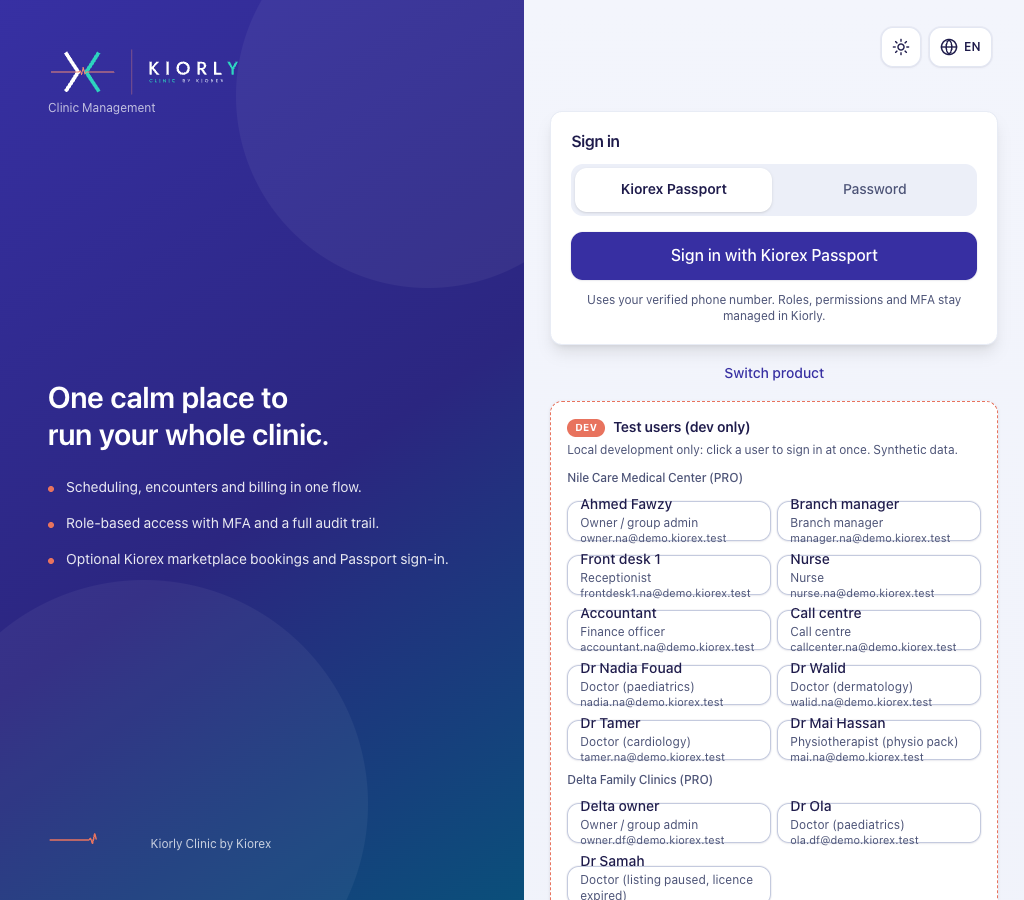 KIORLY
CLINIC BY KIOREX
Clinic Management
One calm place to
run your whole clinic.
Scheduling, encounters and billing in one flow.
Role-based access with MFA and a full audit trail.
Optional Kiorex marketplace bookings and Passport sign-in.
Kiorly Clinic by Kiorex
EN
Sign in
Kiorex Passport
Password
Sign in with Kiorex Passport
Uses your verified phone number. Roles, permissions and MFA stay
managed in Kiorly.
Switch product
DEV Test users (dev only)
Local development only: click a user to sign in at once. Synthetic data.
Nile Care Medical Center (PRO)
Ahmed Fawzy
Owner / group admin
owner.na@demo.kiorex.test
Branch manager
Branch manager
manager.na@demo.kiorex.test
Front desk 1
Receptionist
frontdesk1.na@demo.kiorex.test
Nurse
Nurse
nurse.na@demo.kiorex.test
Accountant
Finance officer
accountant.na@demo.kiorex.test
Call centre
Call centre
callcenter.na@demo.kiorex.test
Dr Nadia Fouad
Doctor (paediatrics)
nadia.na@demo.kiorex.test
Dr Walid
Doctor (dermatology)
walid.na@demo.kiorex.test
Dr Tamer
Doctor (cardiology)
tamer.na@demo.kiorex.test
Dr Mai Hassan
Physiotherapist (physio pack)
mai.na@demo.kiorex.test
Delta Family Clinics (PRO)
Delta owner
Owner / group admin
owner.df@demo.kiorex.test
Dr Ola
Doctor (paediatrics)
ola.df@demo.kiorex.test
Dr Samah
Doctor (listing paused, licence
expired)